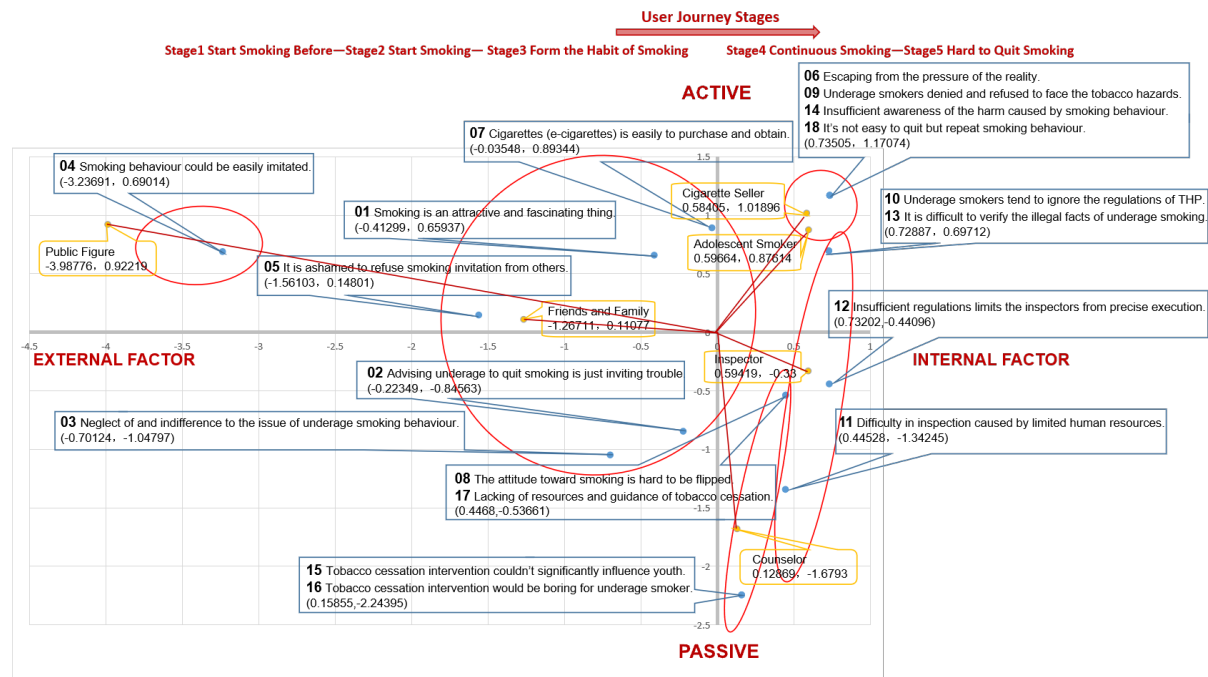 User Journey Stages
Stage1 Start Smoking Before—Stage2 Start Smoking— Stage3 Form the Habit of Smoking
Stage4 Continuous Smoking—Stage5 Hard to Quit Smoking
ACTIVE
06 Escaping from the pressure of the reality.
09 Underage smokers denied and refused to face the tobacco hazards.
14 Insufficient awareness of the harm caused by smoking behaviour.
18 It's not easy to quit but repeat smoking behaviour.
(0.73505, 1.17074)
07 Cigarettes (e-cigarettes) is easily to purchase and obtain.
(-0.03548, 0.89344)
04 Smoking behaviour could be easily imitated.
(-3.23691, 0.69014)
1.5
Cigarette Seller
0.58405, 1.01896
1
10 Underage smokers tend to ignore the regulations of THP.
13 It is difficult to verify the illegal facts of underage smoking.
(0.72887, 0.69712)
01 Smoking is an attractive and fascinating thing.
(-0.41299, 0.65937)
Adolescent Smoker
0.59664, 0.87614
Public Figure
-3.98776, 0.92219
05 It is ashamed to refuse smoking invitation from others.
(-1.56103, 0.14801)
0.5
12 Insufficient regulations limits the inspectors from precise execution.
(0.73202,-0.44096)
Friends and Family
-1.26711, 0.11077
0
-4.5
-3
-3.5
-3
-2.5
-2
-1.5
-1
-0.5
0
0.5
1
EXTERNAL FACTOR
INTERNAL FACTOR
Inspector
0.59419, -0.33
02 Advising underage to quit smoking is just inviting trouble
(-0.22349, -0.84563)
-0.5
03 Neglect of and indifference to the issue of underage smoking behaviour.
(-0.70124, -1.04797)
11 Difficulty in inspection caused by limited human resources.
(0.44528, -1.34245)
-1
08 The attitude toward smoking is hard to be flipped.
17 Lacking of resources and guidance of tobacco cessation.
(0.4468,-0.53661)
-1.5
Counselor
0.12869, -1.6793
-2
15 Tobacco cessation intervention couldn't significantly influence youth.
16 Tobacco cessation intervention would be boring for underage smoker.
(0.15855,-2.24395)
-2.5
PASSIVE